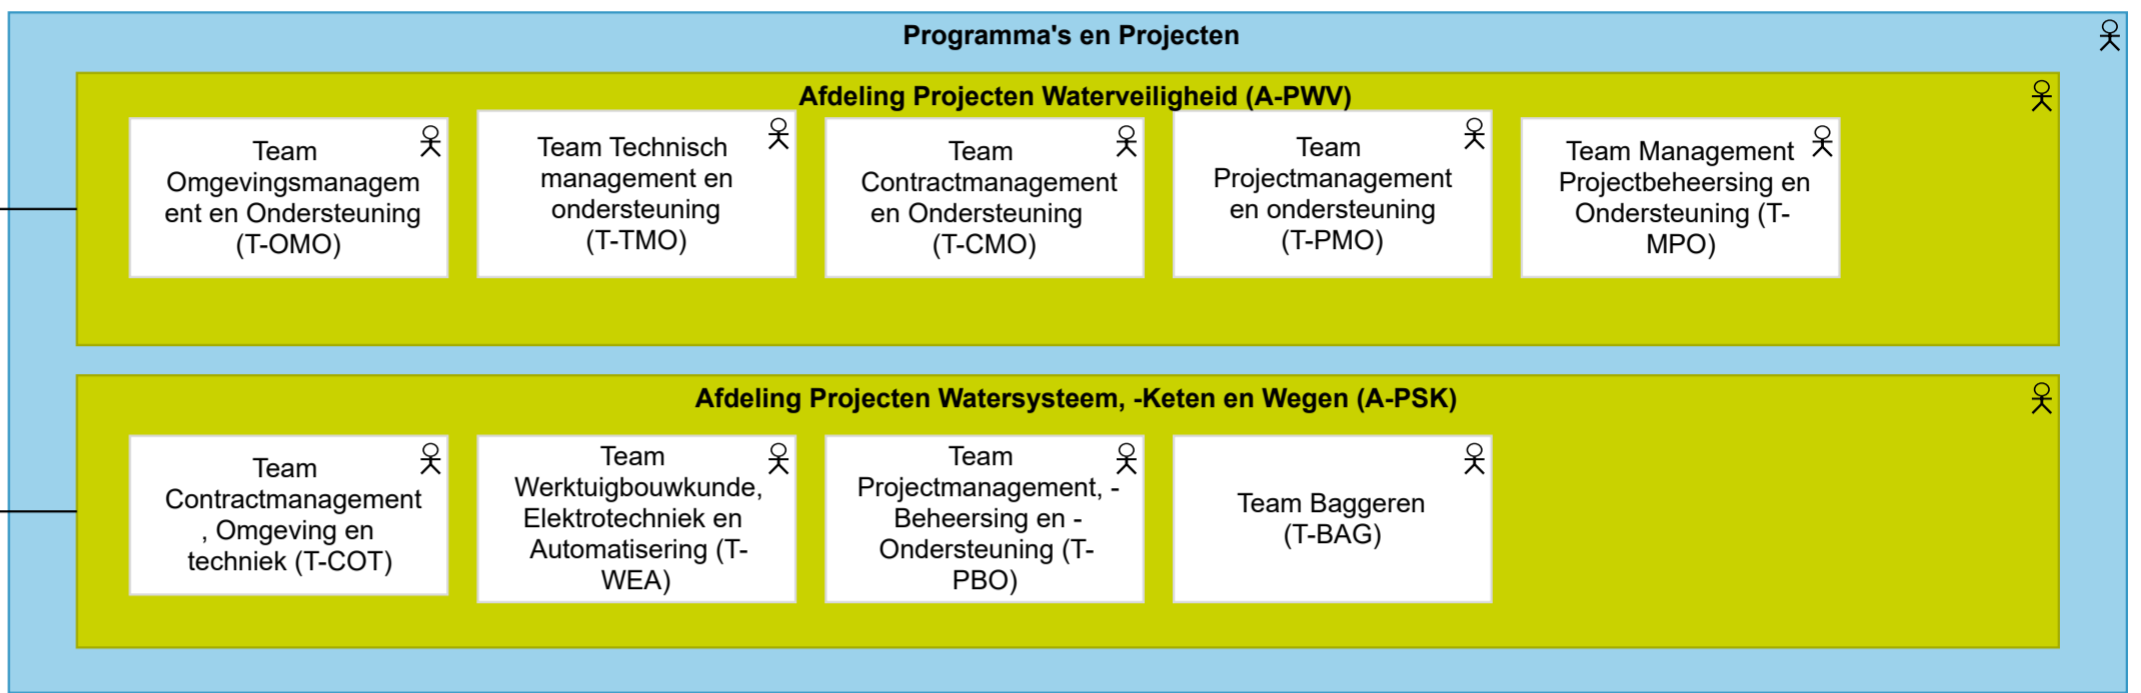 Programma's en Projecten
Afdeling Projecten Waterveiligheid (A-PWV)
Team
Omgevingsmanagem
ent en Ondersteuning
(T-OMO)
Team Technisch
management en
ondersteuning
(T-TMO)
Team
Contractmanagement
en Ondersteuning
(T-CMO)
Team
Projectmanagement
en ondersteuning
(T-PMO)
Team Management
Projectbeheersing en
Ondersteuning (T-
MPO)
Afdeling Projecten Watersysteem, -Keten en Wegen (A-PSK)
Team
Contractmanagement
, Omgeving en
techniek (T-COT)
Team
Werktuigbouwkunde,
Elektrotechniek en
Automatisering (T-
WEA)
Team
Projectmanagement, -
Beheersing en -
Ondersteuning (T-
PBO)
Team Baggeren
(T-BAG)